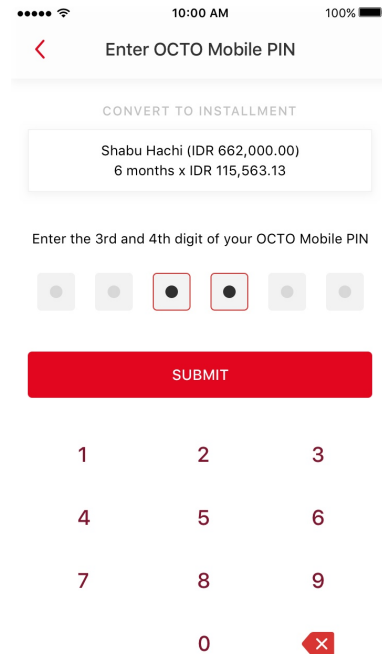 10:00 AM 100%
Enter OCTO Mobile PIN
CONVERT TO INSTALLMENT
Shabu Hachi (IDR 662,000.00)
6 months x IDR 115,563.13
Enter the 3rd and 4th digit of your OCTO Mobile PIN
SUBMIT
1 2 3
4 5 6
7 8 9
0